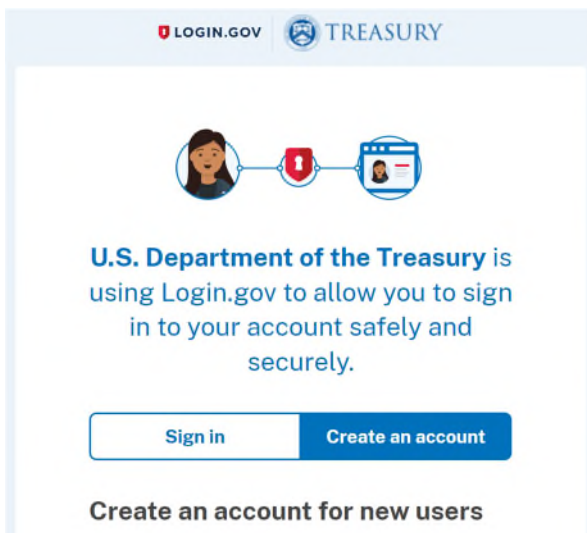 LOGIN.GOV TREASURY
U.S. Department of the Treasury is
using Login.gov to allow you to sign
in to your account safely and
securely.
Sign in Create an account
Create an account for new users